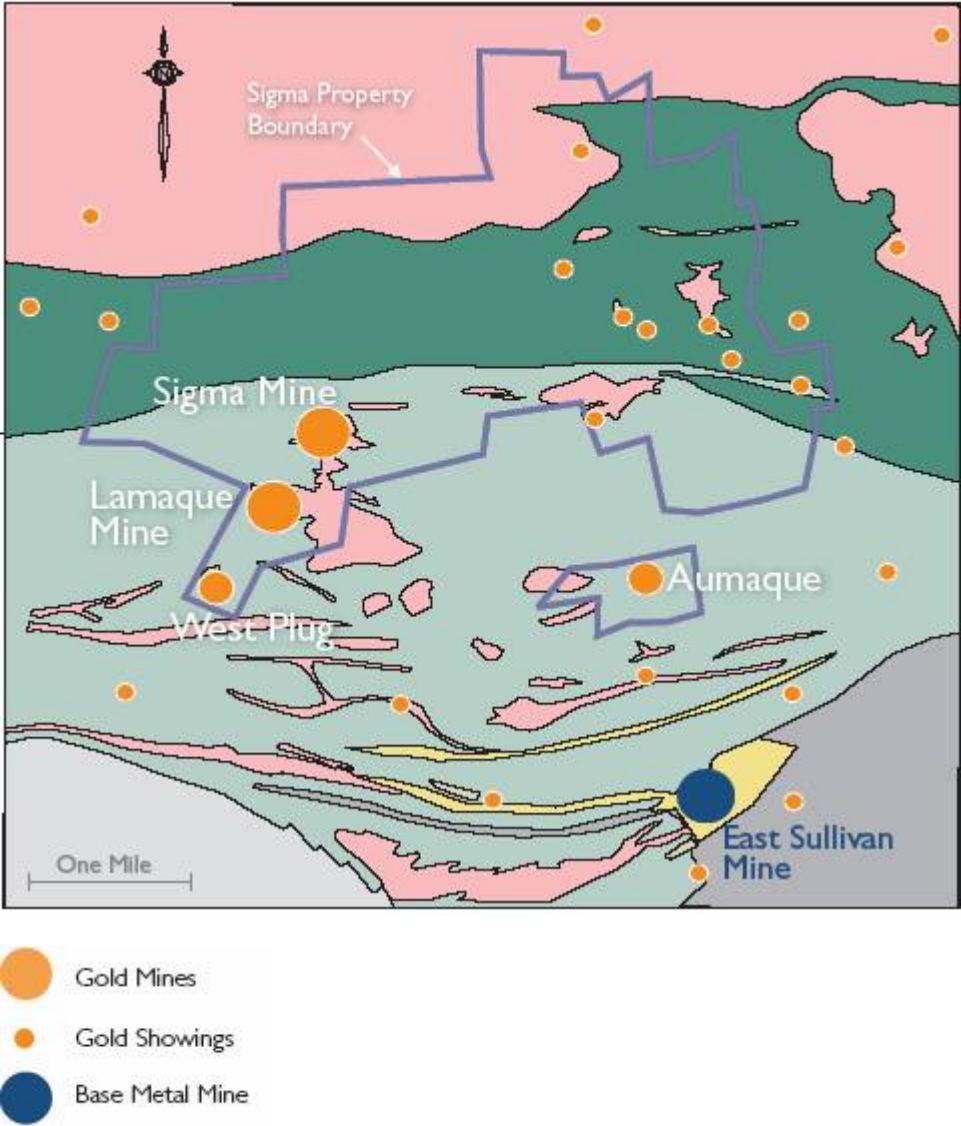 N
Sigma Property
Boundary
Sigma Mine
Lamaque
Mine
Aumaque
West Plug
East Sullivan
Mine
One Mile
Gold Mines
Gold Showings
Base Metal Mine